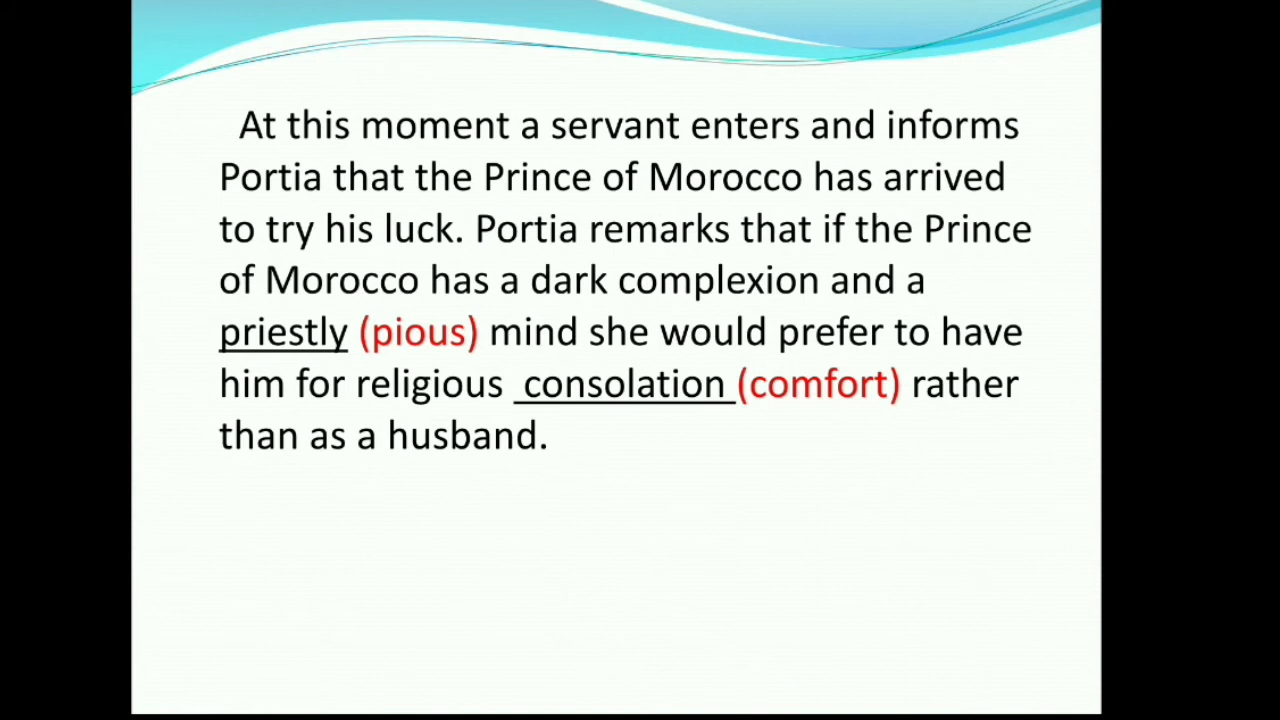 At this moment a servant enters and informs
Portia that the Prince of Morocco has arrived
to try his luck. Portia remarks that if the Prince
of Morocco has a dark complexion and a
priestly (pious) mind she would prefer to have
him for religious consolation (comfort) rather
than as a husband.